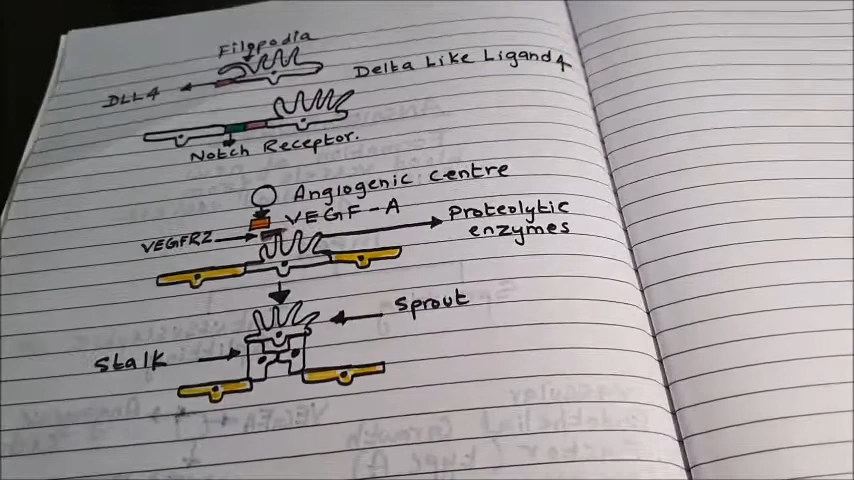 Filopodia
DLL4
Delta Like Ligand 4
Notch Receptor.
Angiogenic centre
VEGF-A
VEGFR2
Proteolytic
enzymes
Sprout
Stalk